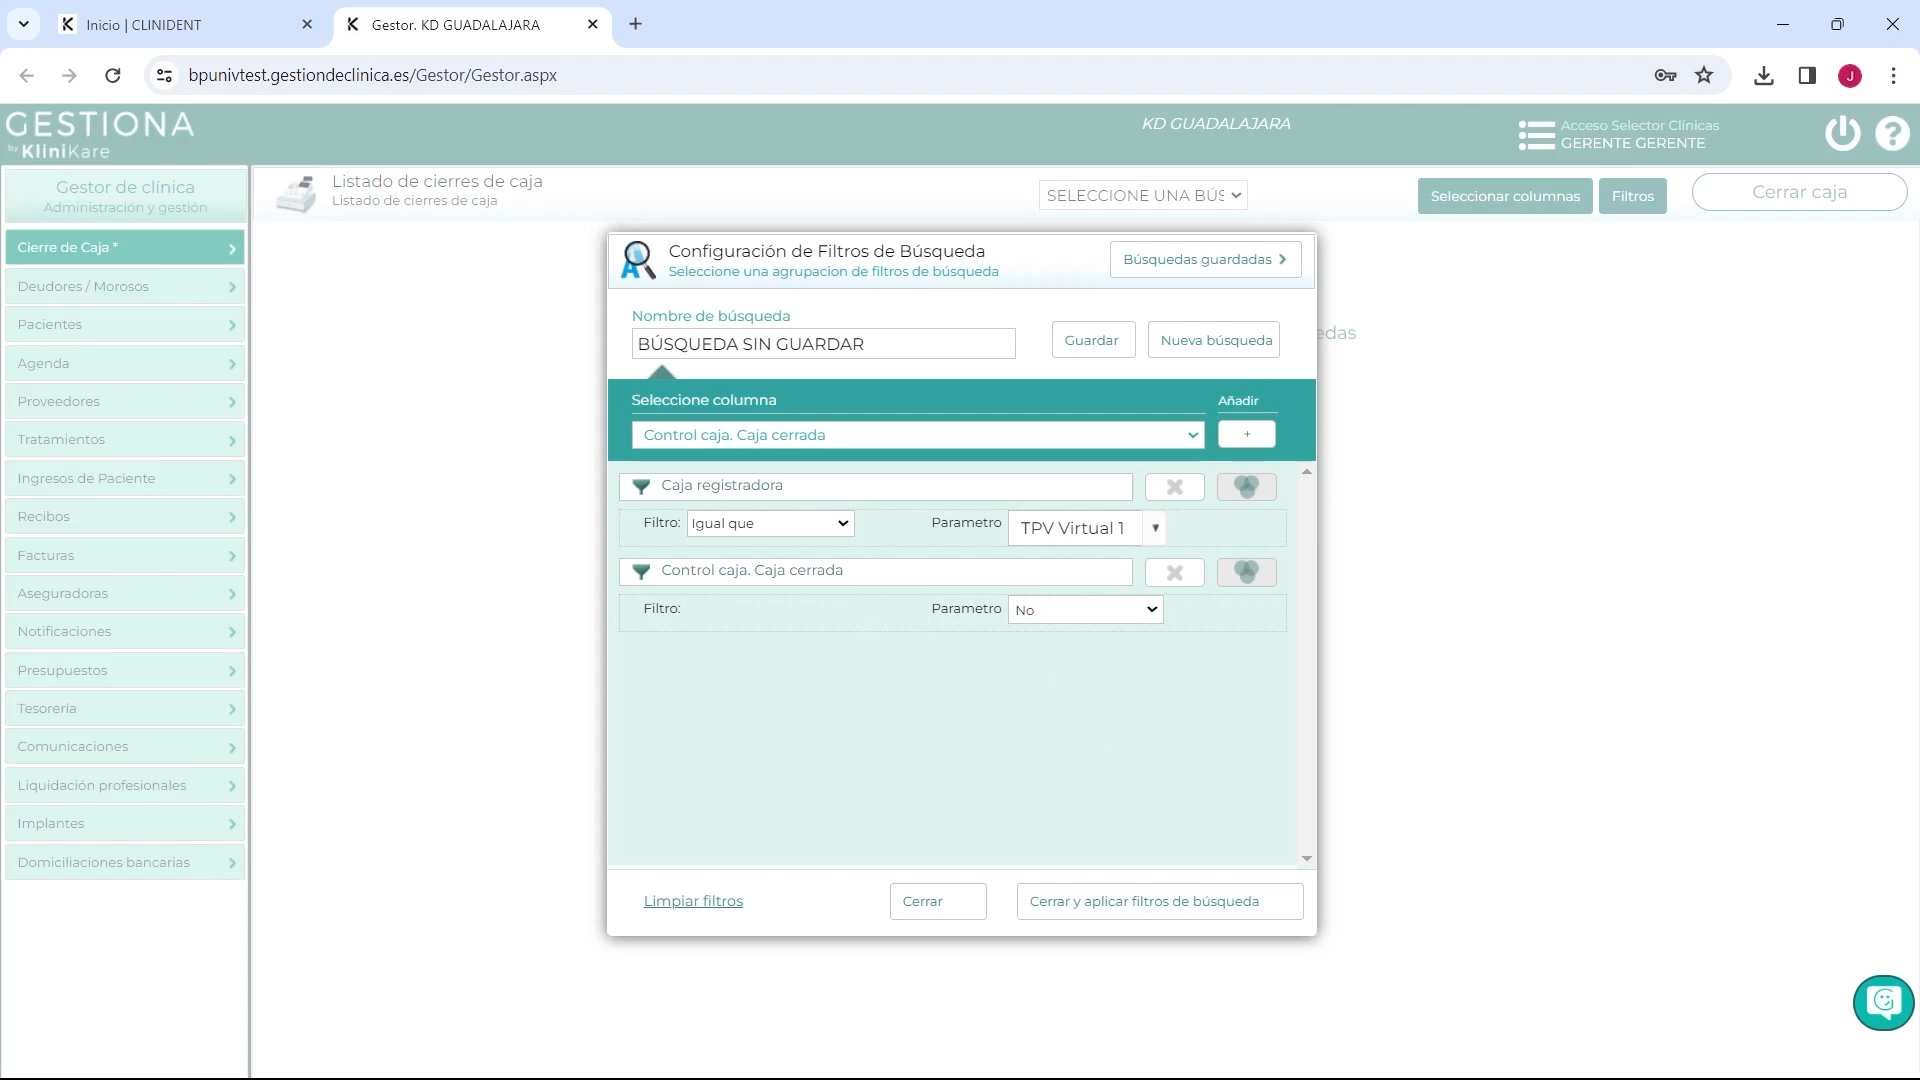 Inicio | CLINIDENT
Gestor. KD GUADALAJARA
bpunivtest.gestiondeclinica.es/Gestor/Gestor.aspx
J
GESTIONA
by KliniKare
KD GUADALAJARA
Acceso Selector Clínicas
GERENTE GERENTE
Gestor de clínica
Administración y gestión
Listado de cierres de caja
Listado de cierres de caja
SELECCIONE UNA BÚS
Seleccionar columnas
Filtros
Cerrar caja
Cierre de Caja *
Deudores / Morosos
Pacientes
Agenda
Proveedores
Tratamientos
Ingresos de Paciente
Recibos
Facturas
Aseguradoras
Notificaciones
Presupuestos
Tesorería
Comunicaciones
Liquidación profesionales
Implantes
Domiciliaciones bancarias
Configuración de Filtros de Búsqueda
Seleccione una agrupacion de filtros de búsqueda
Búsquedas guardadas
Nombre de búsqueda
BÚSQUEDA SIN GUARDAR
Guardar
Nueva búsqueda
edas
Seleccione columna
Añadir
Control caja. Caja cerrada
+
Caja registradora
Filtro: Igual que
Parametro TPV Virtual 1
Control caja. Caja cerrada
Filtro:
Parametro No
Limpiar filtros
Cerrar
Cerrar y aplicar filtros de búsqueda